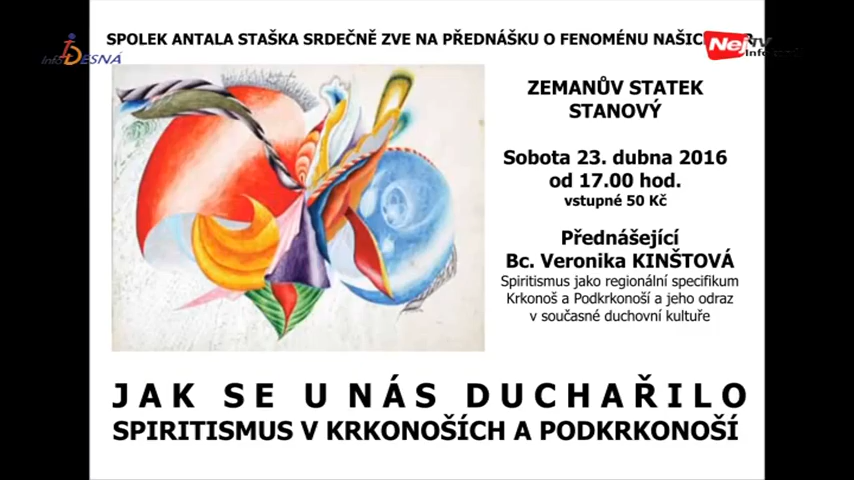 SPOLEK ANTALA STAŠKA SRDEČNĚ ZVE NA PŘEDNÁŠKU O FENOMÉNU NAŠIC
Info DESNÁ
NejTV
ZEMANŮV STATEK
STANOVÝ
Sobota 23. dubna 2016
od 17.00 hod.
vstupné 50 Kč
Přednášející
Bc. Veronika KINŠTOVÁ
Spiritismus jako regionální specifikum
Krkonoš a Podkrkonoší a jeho odraz
v současné duchovní kultuře
JAK SE U NÁS DUCHAŘILO
SPIRITISMUS V KRKONOŠÍCH A PODKRKONOŠÍ